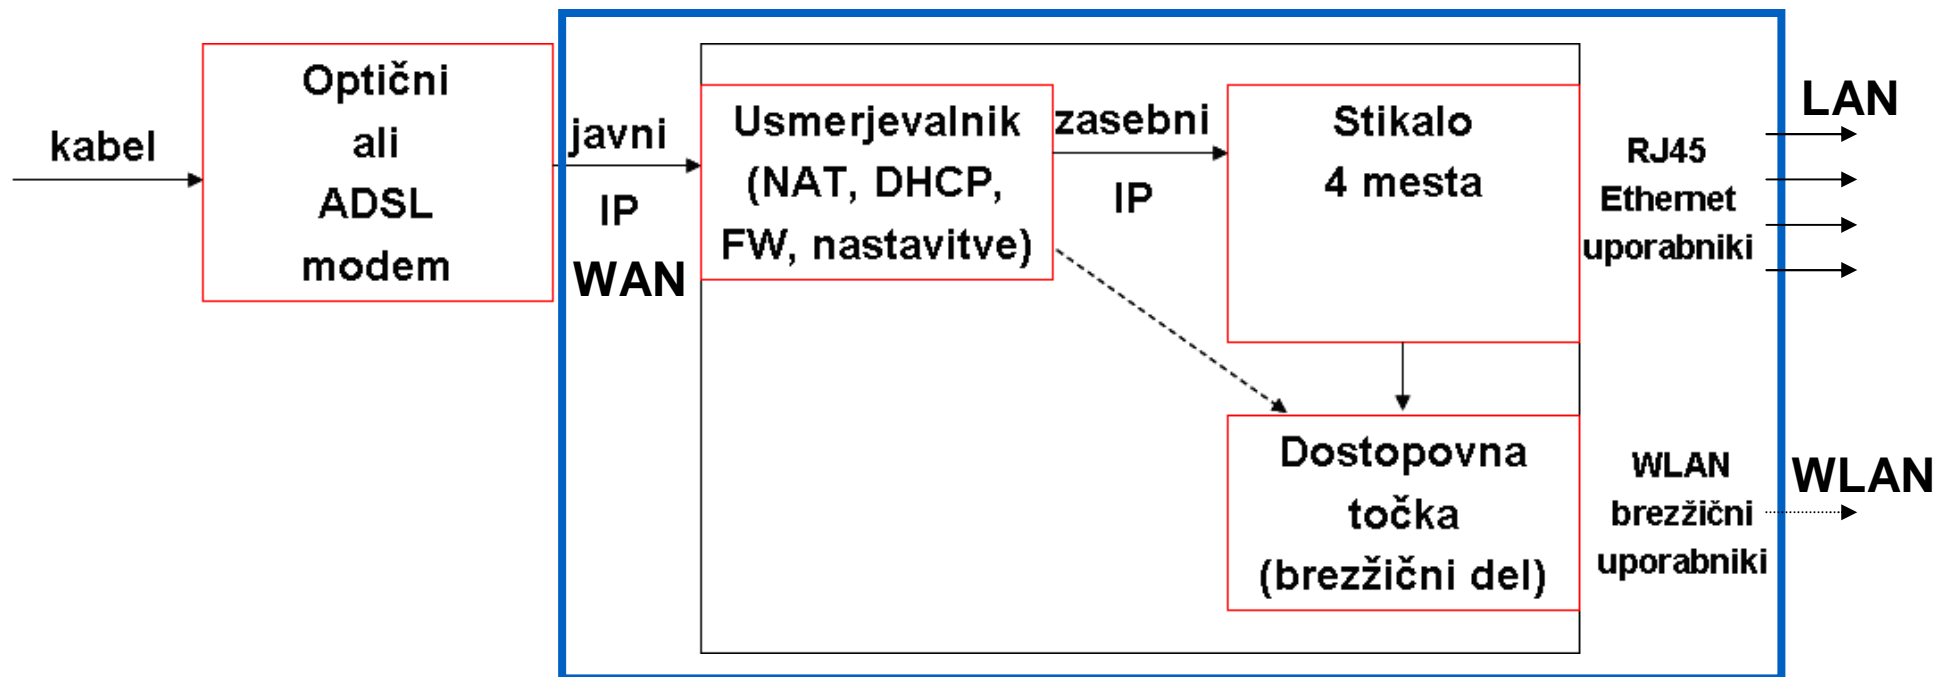 kabel
Optični
ali
ADSL
modem
javni
IP
WAN
Usmerjevalnik
(NAT, DHCP,
FW, nastavitve)
zasebni
IP
Stikalo
4 mesta
RJ45
Ethernet
uporabniki
LAN
Dostopovna
točka
(brezžični del)
WLAN
brezžični
uporabniki
WLAN